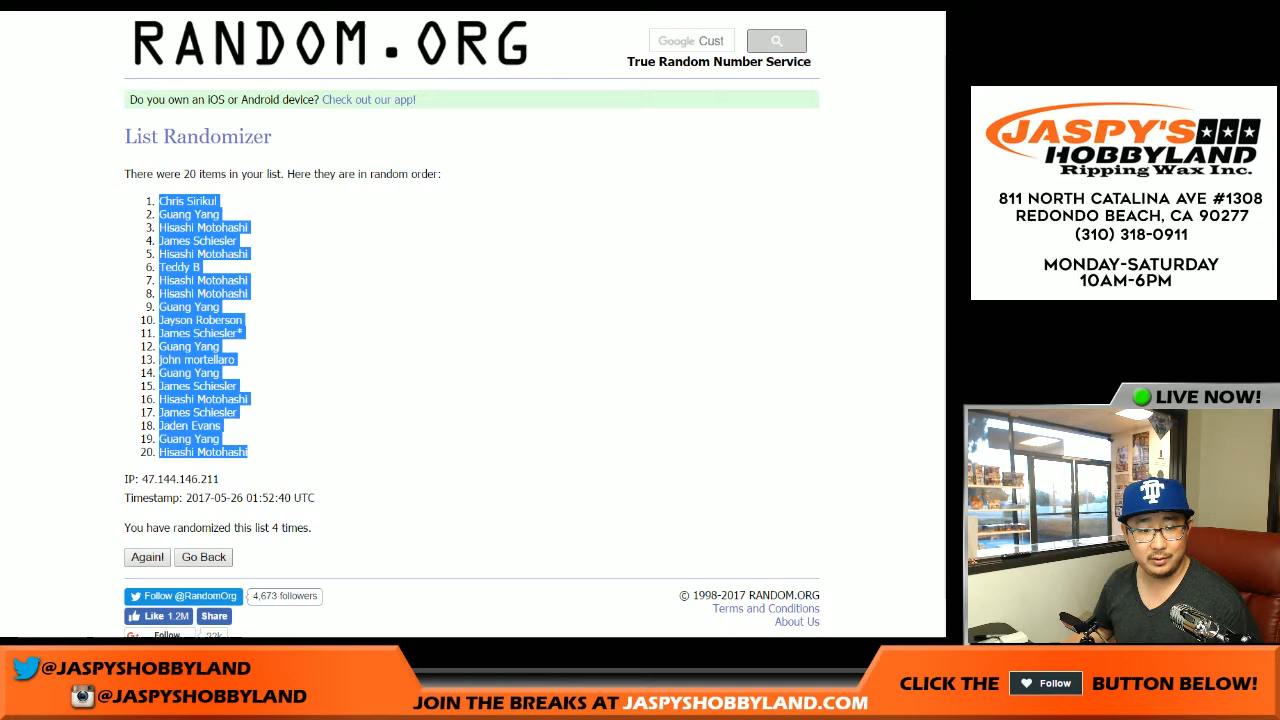 RANDOM.ORG
Google Cust
True Random Number Service
Do you own an iOS or Android device? Check out our app!
List Randomizer
There were 20 items in your list. Here they are in random order:
1. Chris Sirikul
2. Guang Yang
3. Hisashi Motohashi
4. James Schiesler
5. Hisashi Motohashi
6. Teddy B
7. Hisashi Motohashi
8. Hisashi Motohashi
9. Guang Yang
10. Jayson Roberson
11. James Schiesler*
12. Guang Yang
13. john mortellaro
14. Guang Yang
15. James Schiesler
16. Hisashi Motohashi
17. James Schiesler
18. Jaden Evans
19. Guang Yang
20. Hisashi Motohashi
IP: 47.144.146.211
Timestamp: 2017-05-26 01:52:40 UTC
You have randomized this list 4 times.
Again! Go Back
Follow @RandomOrg 4,673 followers
Like 1.2M Share
Follow
© 1998-2017 RANDOM.ORG
Terms and Conditions
About Us
JASPY'S
HOBBYLAND
Ripping Wax Inc.
811 NORTH CATALINA AVE #1308
REDONDO BEACH, CA 90277
(310) 318-0911
MONDAY-SATURDAY
10AM-6PM
LIVE NOW!
@JASPYSHOBBYLAND
@JASPYSHOBBYLAND
JOIN THE BREAKS AT JASPYSHOBBYLAND.COM
CLICK THE Follow BUTTON BELOW!